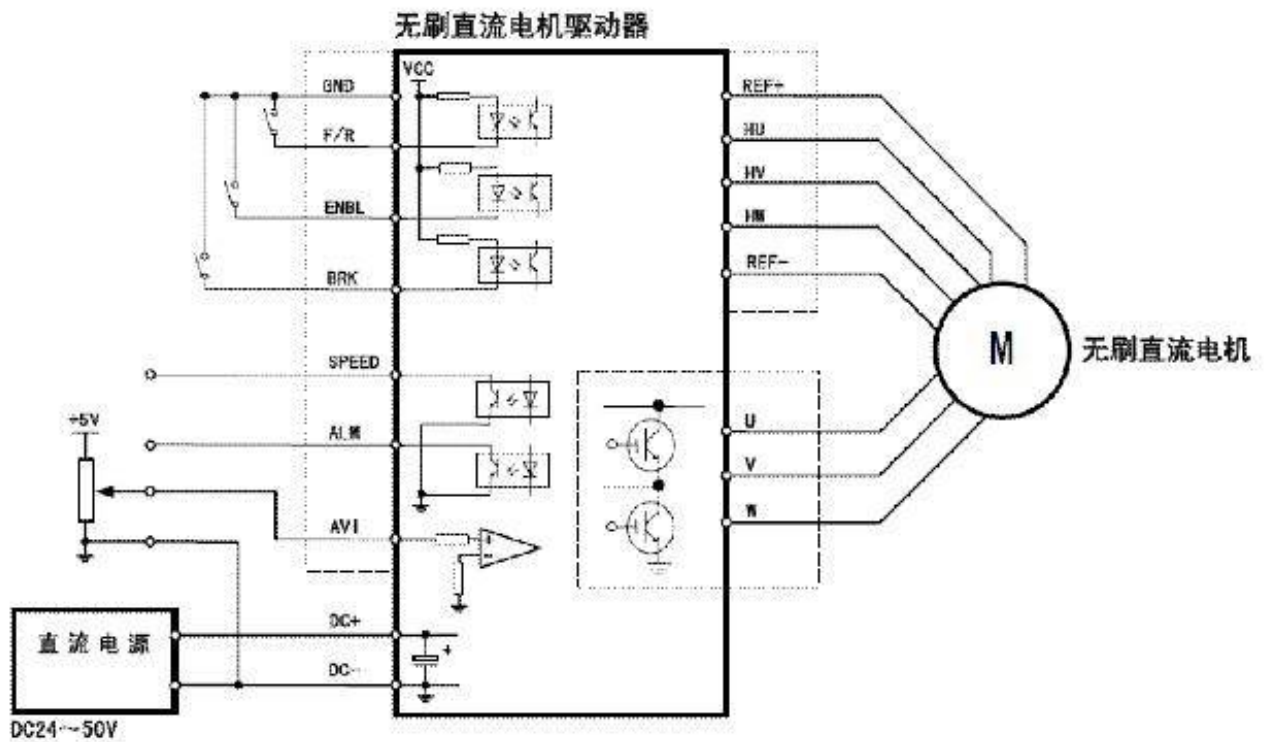 无刷直流电机驱动器
VCC
GND
F/R
ENBL
BRK
SPEED
ALM
+5V
AVI
DC+
DC-
直流电源
DC24~50V
REF+
HU
HV
HW
REF-
M
无刷直流电机
U
V
W
+